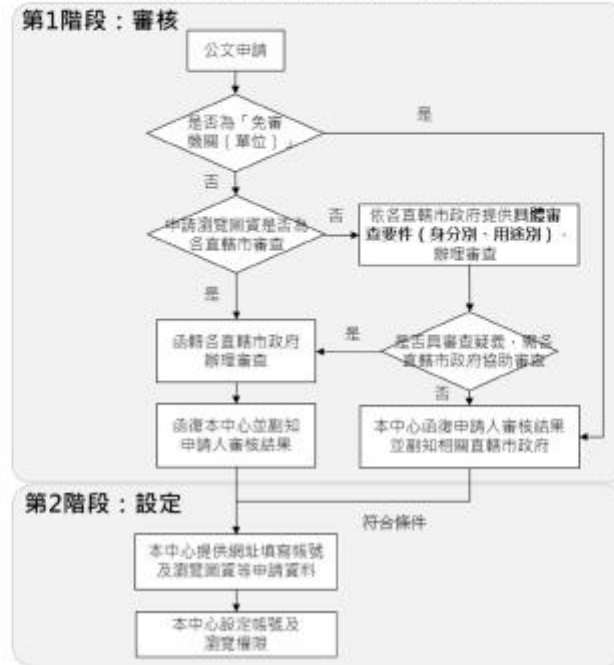 第1階段：審核
公文申請
是否為「免審
機關（單位）」
是
否
申請瀏覽圖資是否為
各直轄市審查
否
依各直轄市政府提供具體審
查要件（身分別、用途別），
辦理審查
是
函轉各直轄市政府
辦理審查
是
是否具審查疑義，需各
直轄市政府協助審查
否
函復本中心並副知
申請人審核結果
本中心函復申請人審核結果
並副知相關直轄市政府
第2階段：設定
符合條件
本中心提供網址填寫帳號
及瀏覽圖資等申請資料
本中心設定帳號及
瀏覽權限